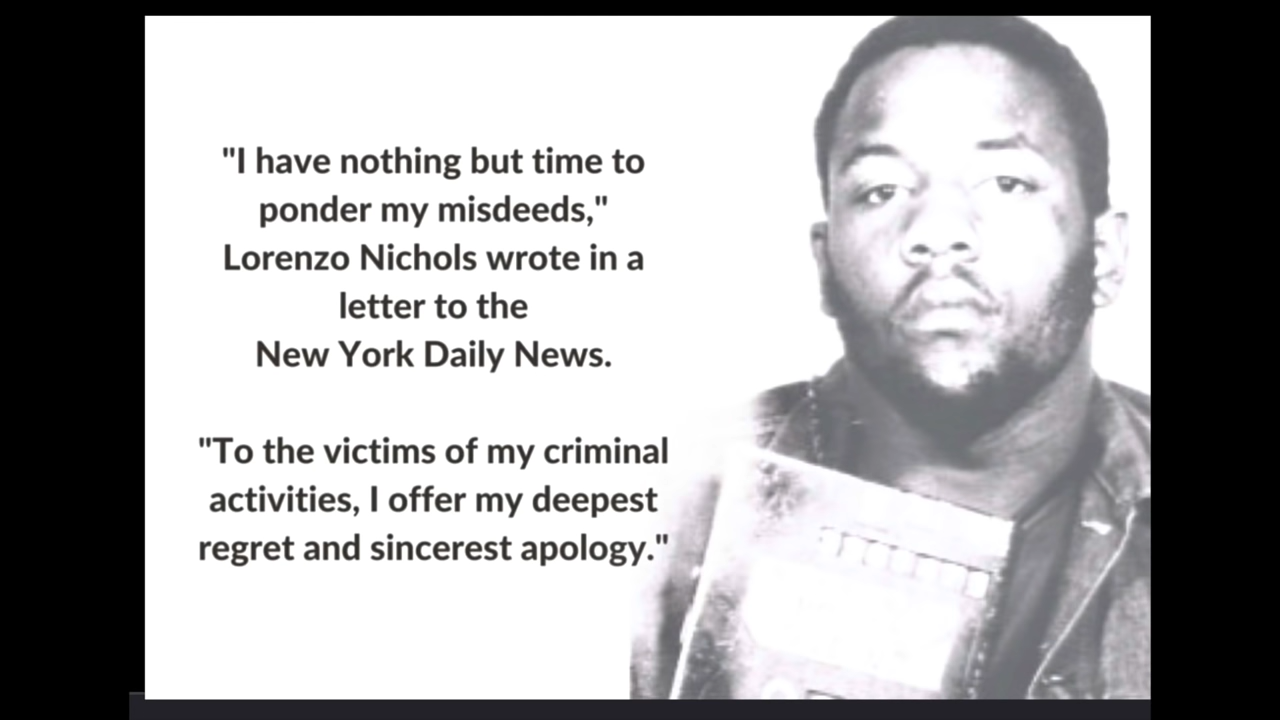 "I have nothing but time to
ponder my misdeeds,"
Lorenzo Nichols wrote in a
letter to the
New York Daily News.
"To the victims of my criminal
activities, I offer my deepest
regret and sincerest apology."